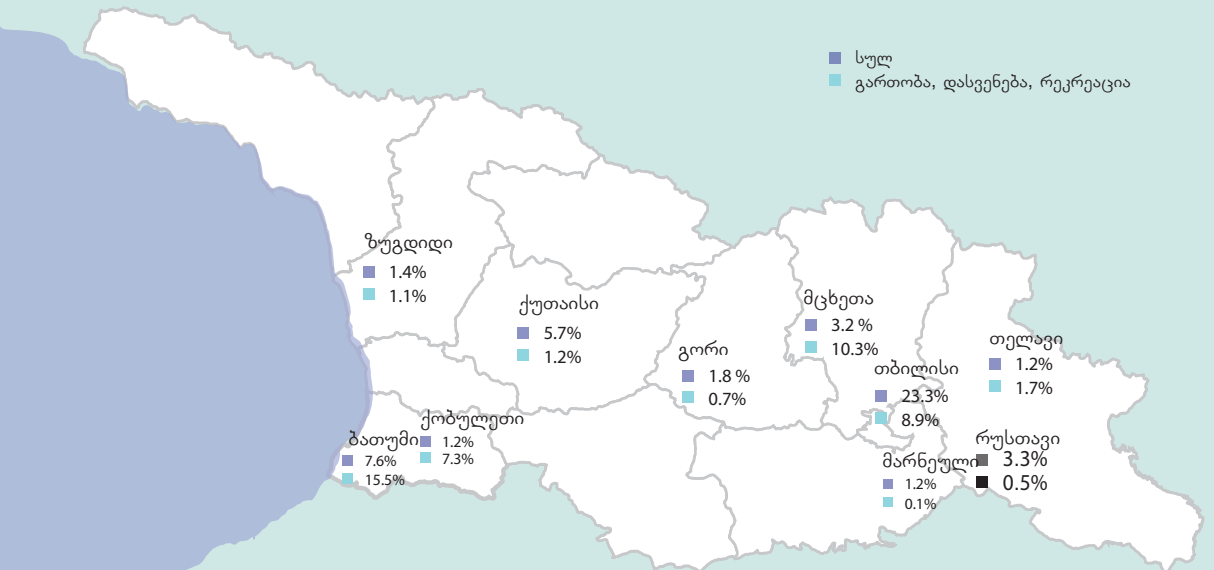 სულ
გართობა, დასვენება, რეკრეაცია
ზუგდიდი
1.4%
1.1%
ქუთაისი
5.7%
1.2%
გორი
1.8 %
0.7%
მცხეთა
3.2 %
10.3%
თბილისი
23.3%
8.9%
თელავი
1.2%
1.7%
ბათუმი
7.6%
15.5%
ქობულეთი
1.2%
7.3%
მარნეული
1.2%
0.1%
რუსთავი
3.3%
0.5%